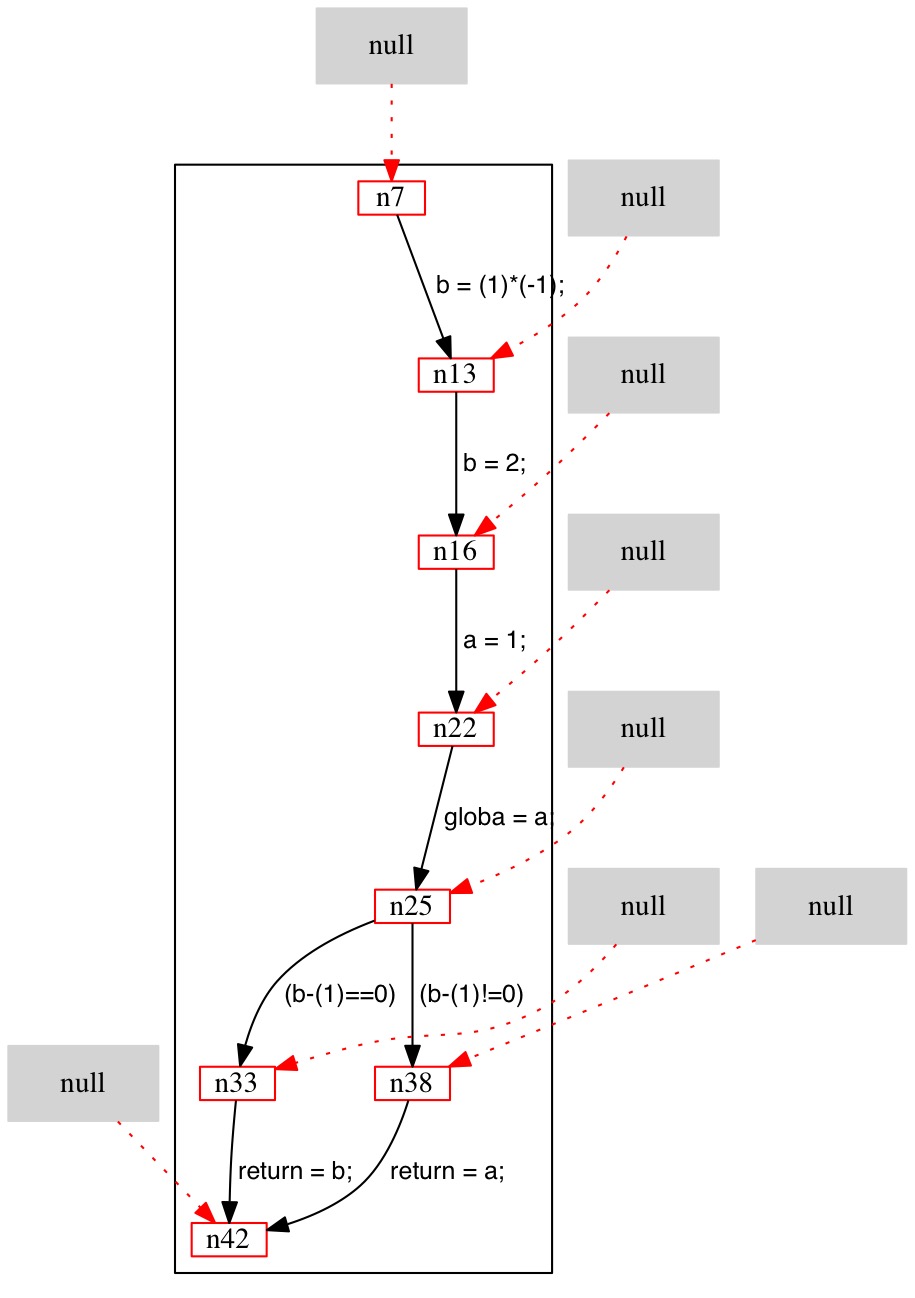 null
n7
null
b = (1)*(-1);
n13
null
b = 2;
n16
null
a = 1;
n22
null
globa = a;
n25
null
null
(b-(1)==0)
(b-(1)!=0)
null
n33
n38
return = b;
return = a;
n42